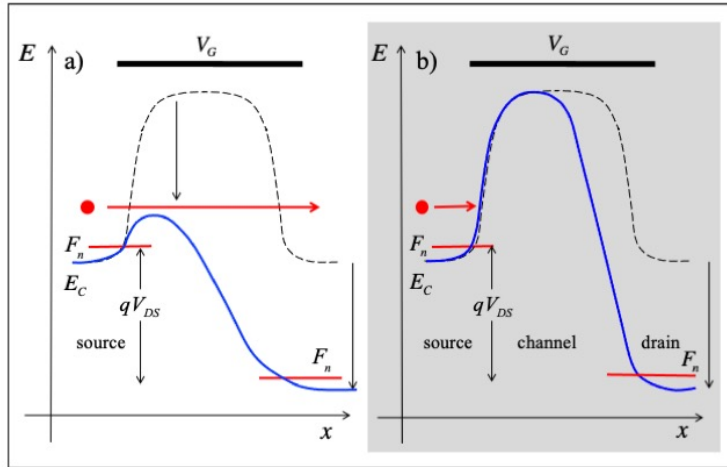 E
a)
V_G
F_n
E_C
qV_DS
source
F_n
x
E
b)
V_G
F_n
E_C
qV_DS
source
channel
drain
F_n
x